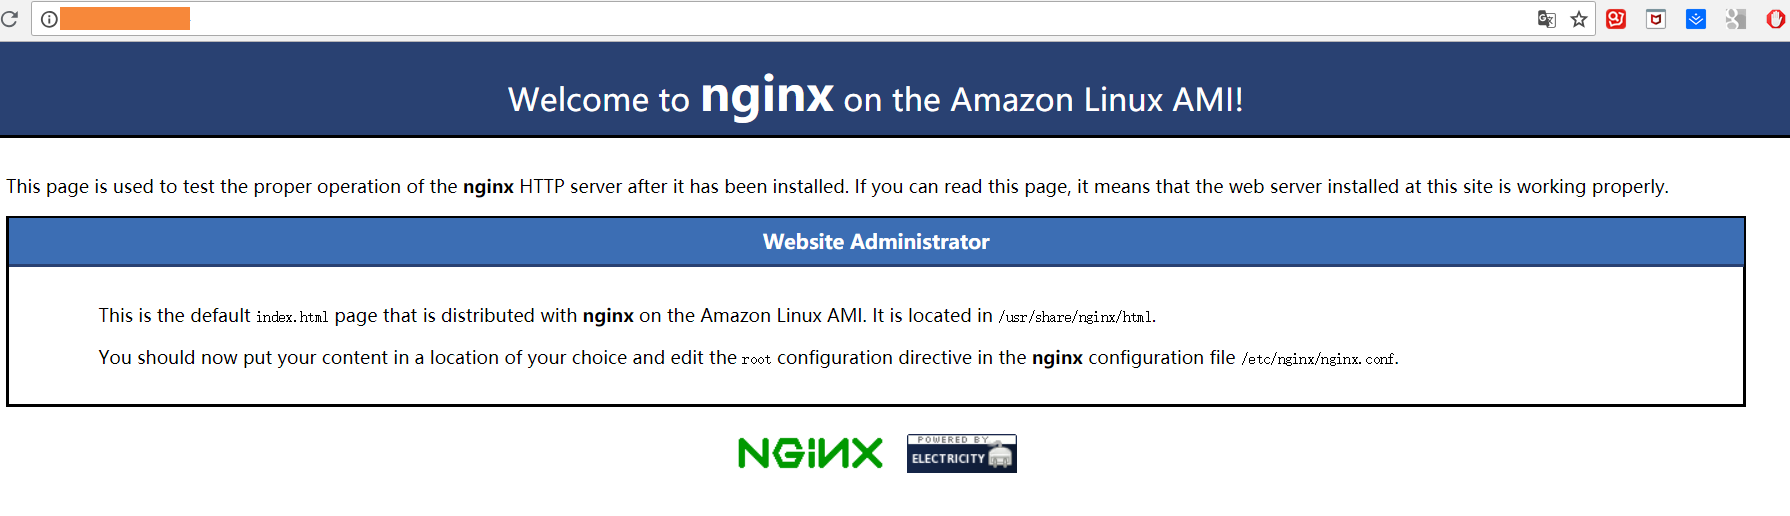 Welcome to nginx on the Amazon Linux AMI!
This page is used to test the proper operation of the nginx HTTP server after it has been installed. If you can read this page, it means that the web server installed at this site is working properly.
Website Administrator
This is the default index.html page that is distributed with nginx on the Amazon Linux AMI. It is located in /usr/share/nginx/html.
You should now put your content in a location of your choice and edit the root configuration directive in the nginx configuration file /etc/nginx/nginx.conf.
NGINX
POWERED BY
ELECTRICITY